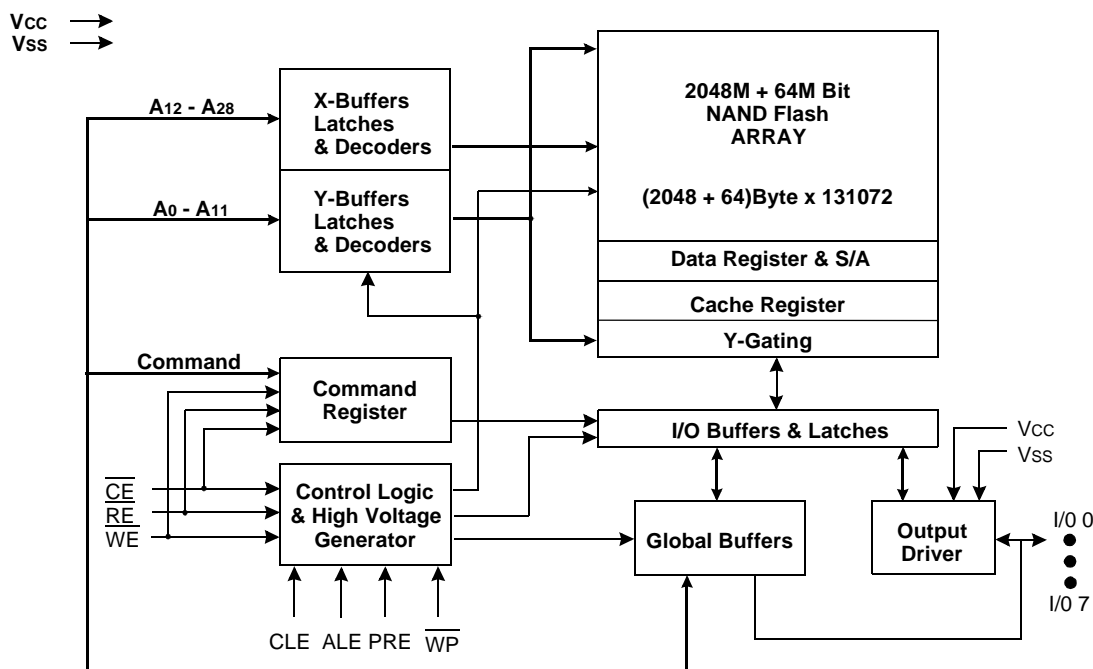 VCC
VSS
A12 - A28
X-Buffers
Latches
& Decoders
A0 - A11
Y-Buffers
Latches
& Decoders
2048M + 64M Bit
NAND Flash
ARRAY
(2048 + 64)Byte x 131072
Data Register & S/A
Cache Register
Y-Gating
Command
Command
Register
I/O Buffers & Latches
VCC
VSS
CE
RE
WE
Control Logic
& High Voltage
Generator
Global Buffers
Output
Driver
I/0 0
I/0 7
CLE ALE PRE WP